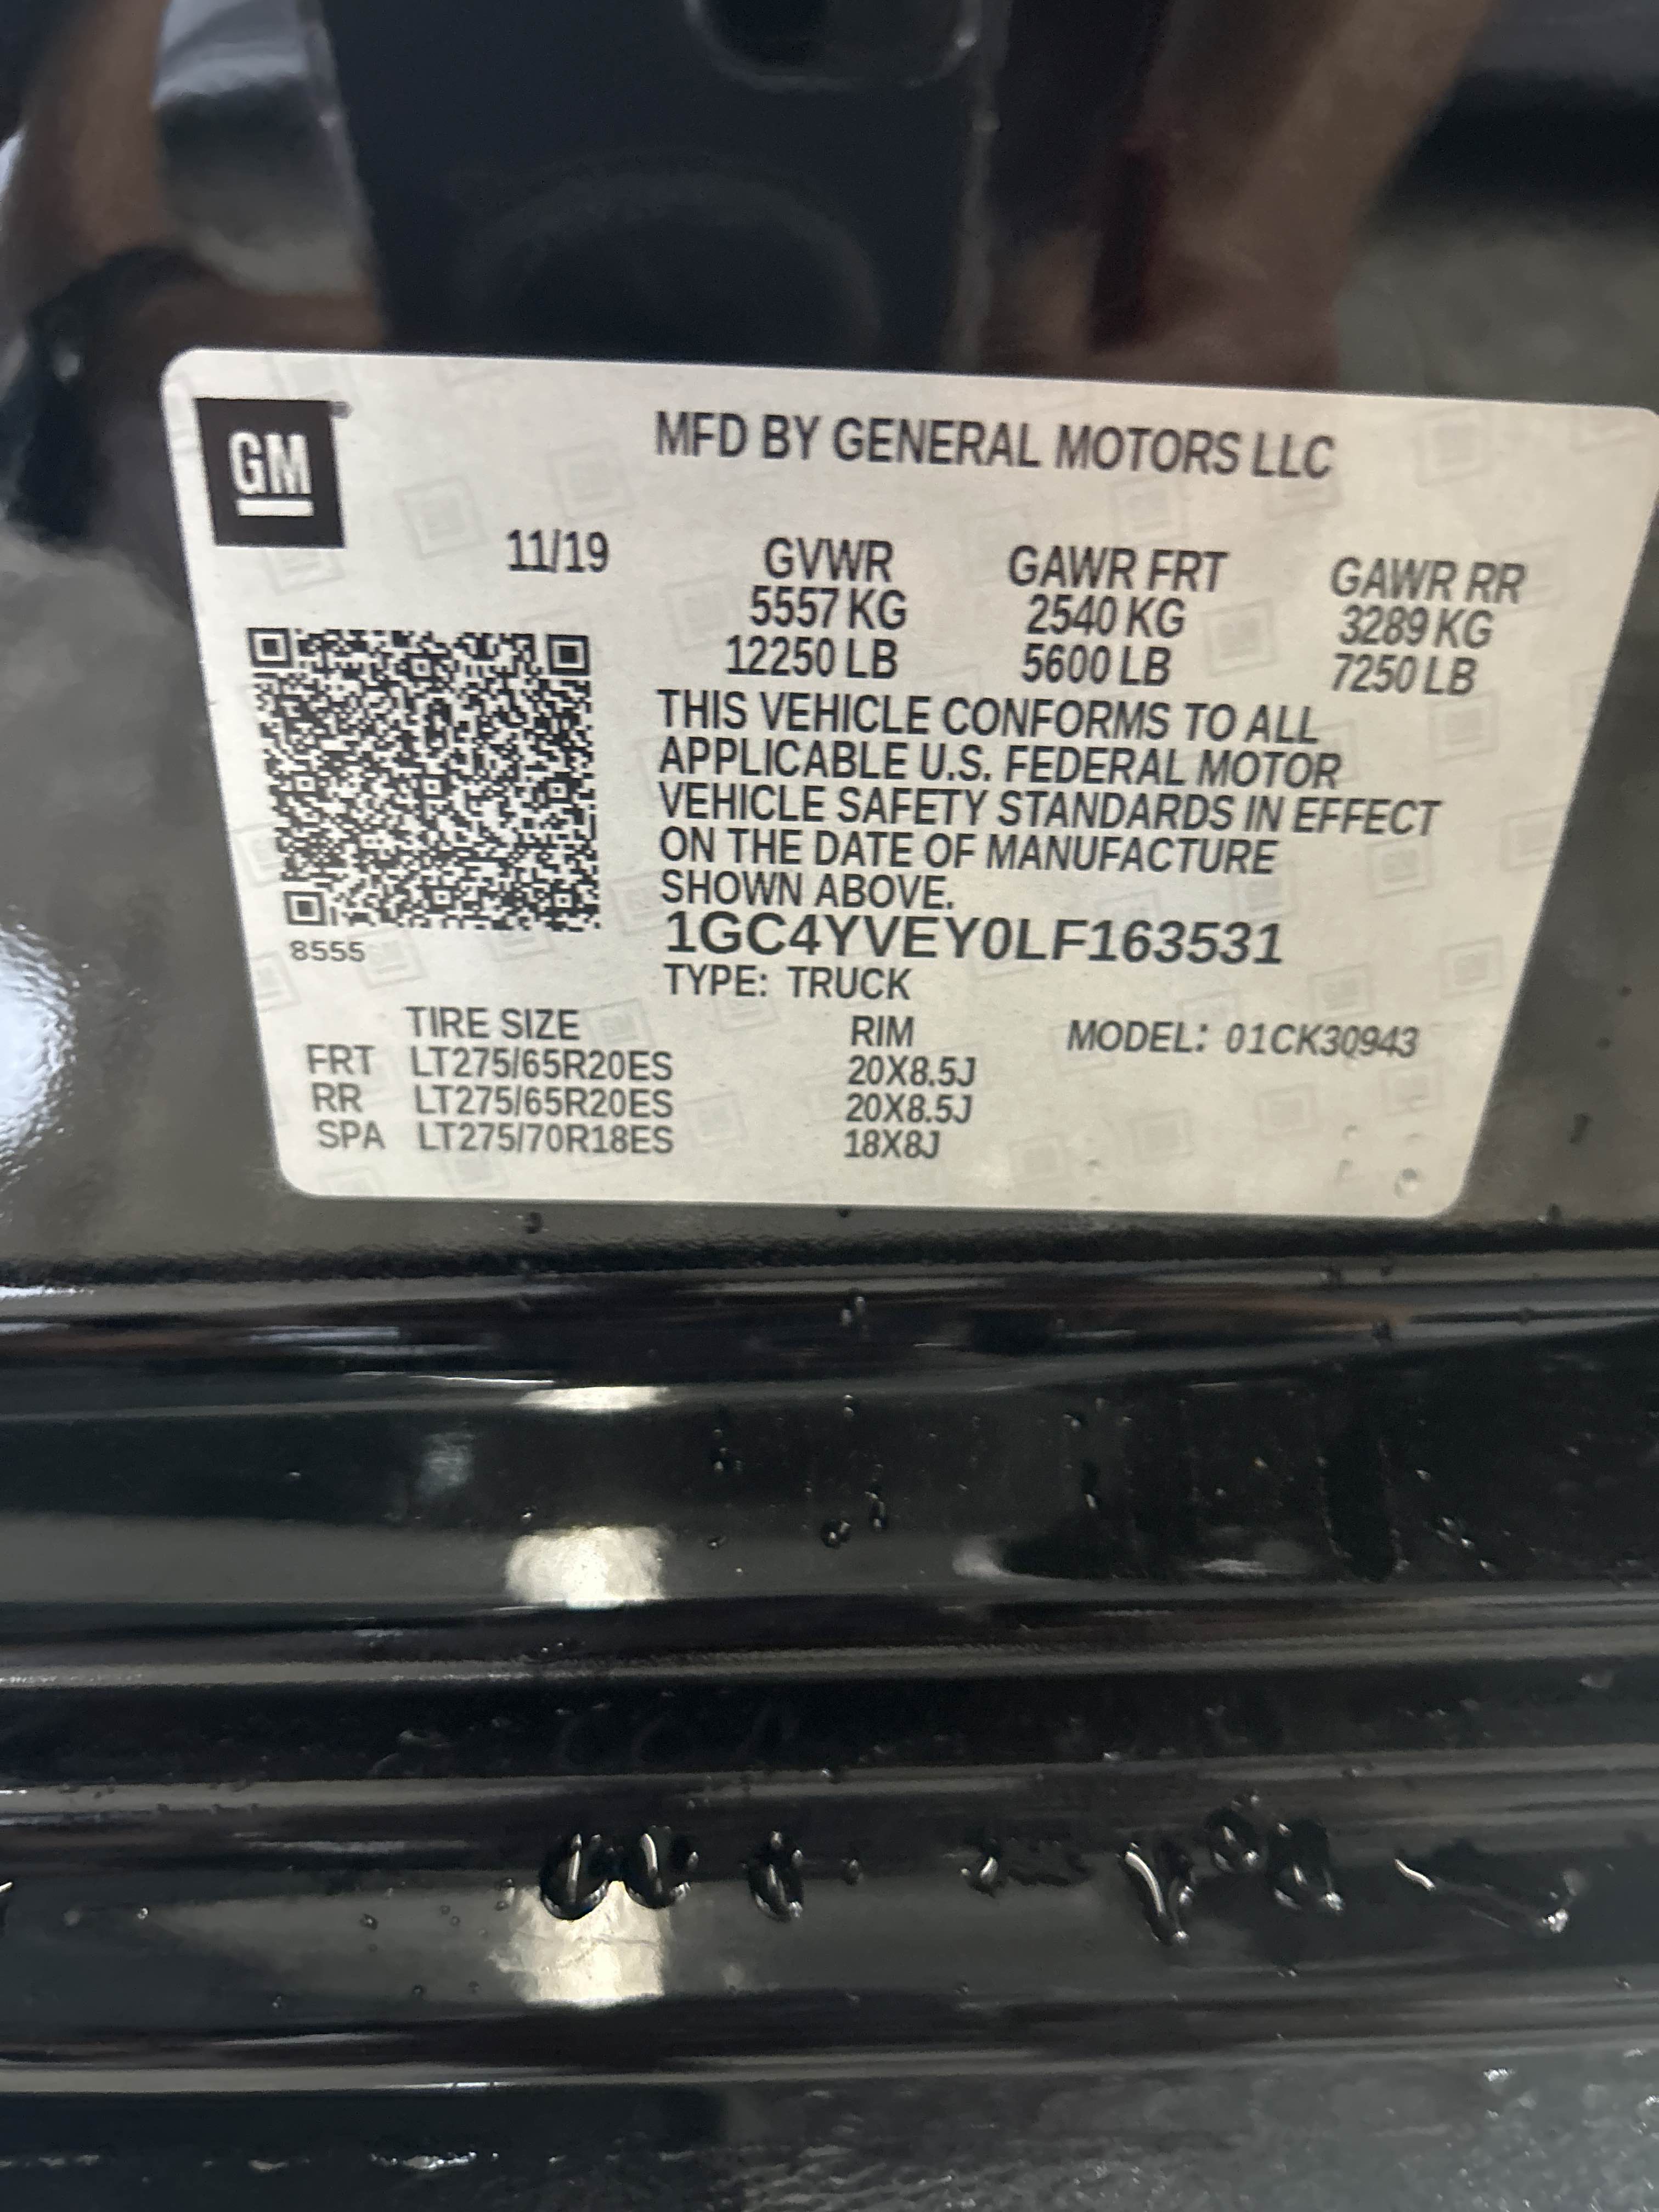 GM
MFD BY GENERAL MOTORS LLC
11/19 GVWR GAWR FRT GAWR RR
5557 KG 2540 KG 3289 KG
12250 LB 5600 LB 7250 LB
THIS VEHICLE CONFORMS TO ALL
APPLICABLE U.S. FEDERAL MOTOR
VEHICLE SAFETY STANDARDS IN EFFECT
ON THE DATE OF MANUFACTURE
SHOWN ABOVE.
8555 1GC4YVEY0LF163531
TYPE: TRUCK
TIRE SIZE RIM MODEL: 01CK30943
FRT LT275/65R20ES 20X8.5J
RR LT275/65R20ES 20X8.5J
SPA LT275/70R18ES 18X8J